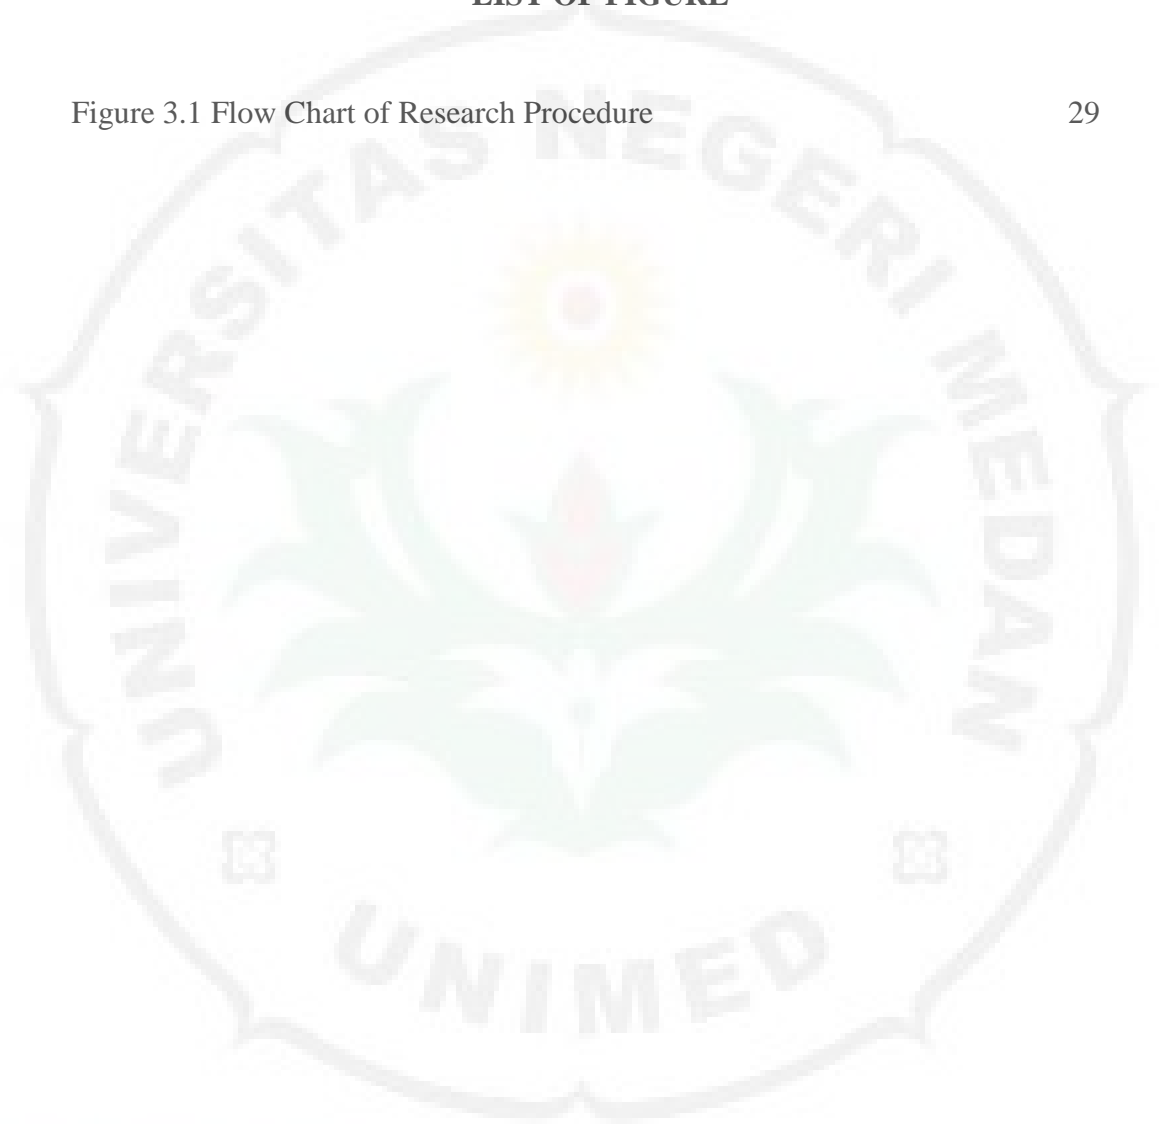 LIST OF FIGURE
Figure 3.1 Flow Chart of Research Procedure 29
UNIVERSITAS NEGERI MEDAN
UNIMED